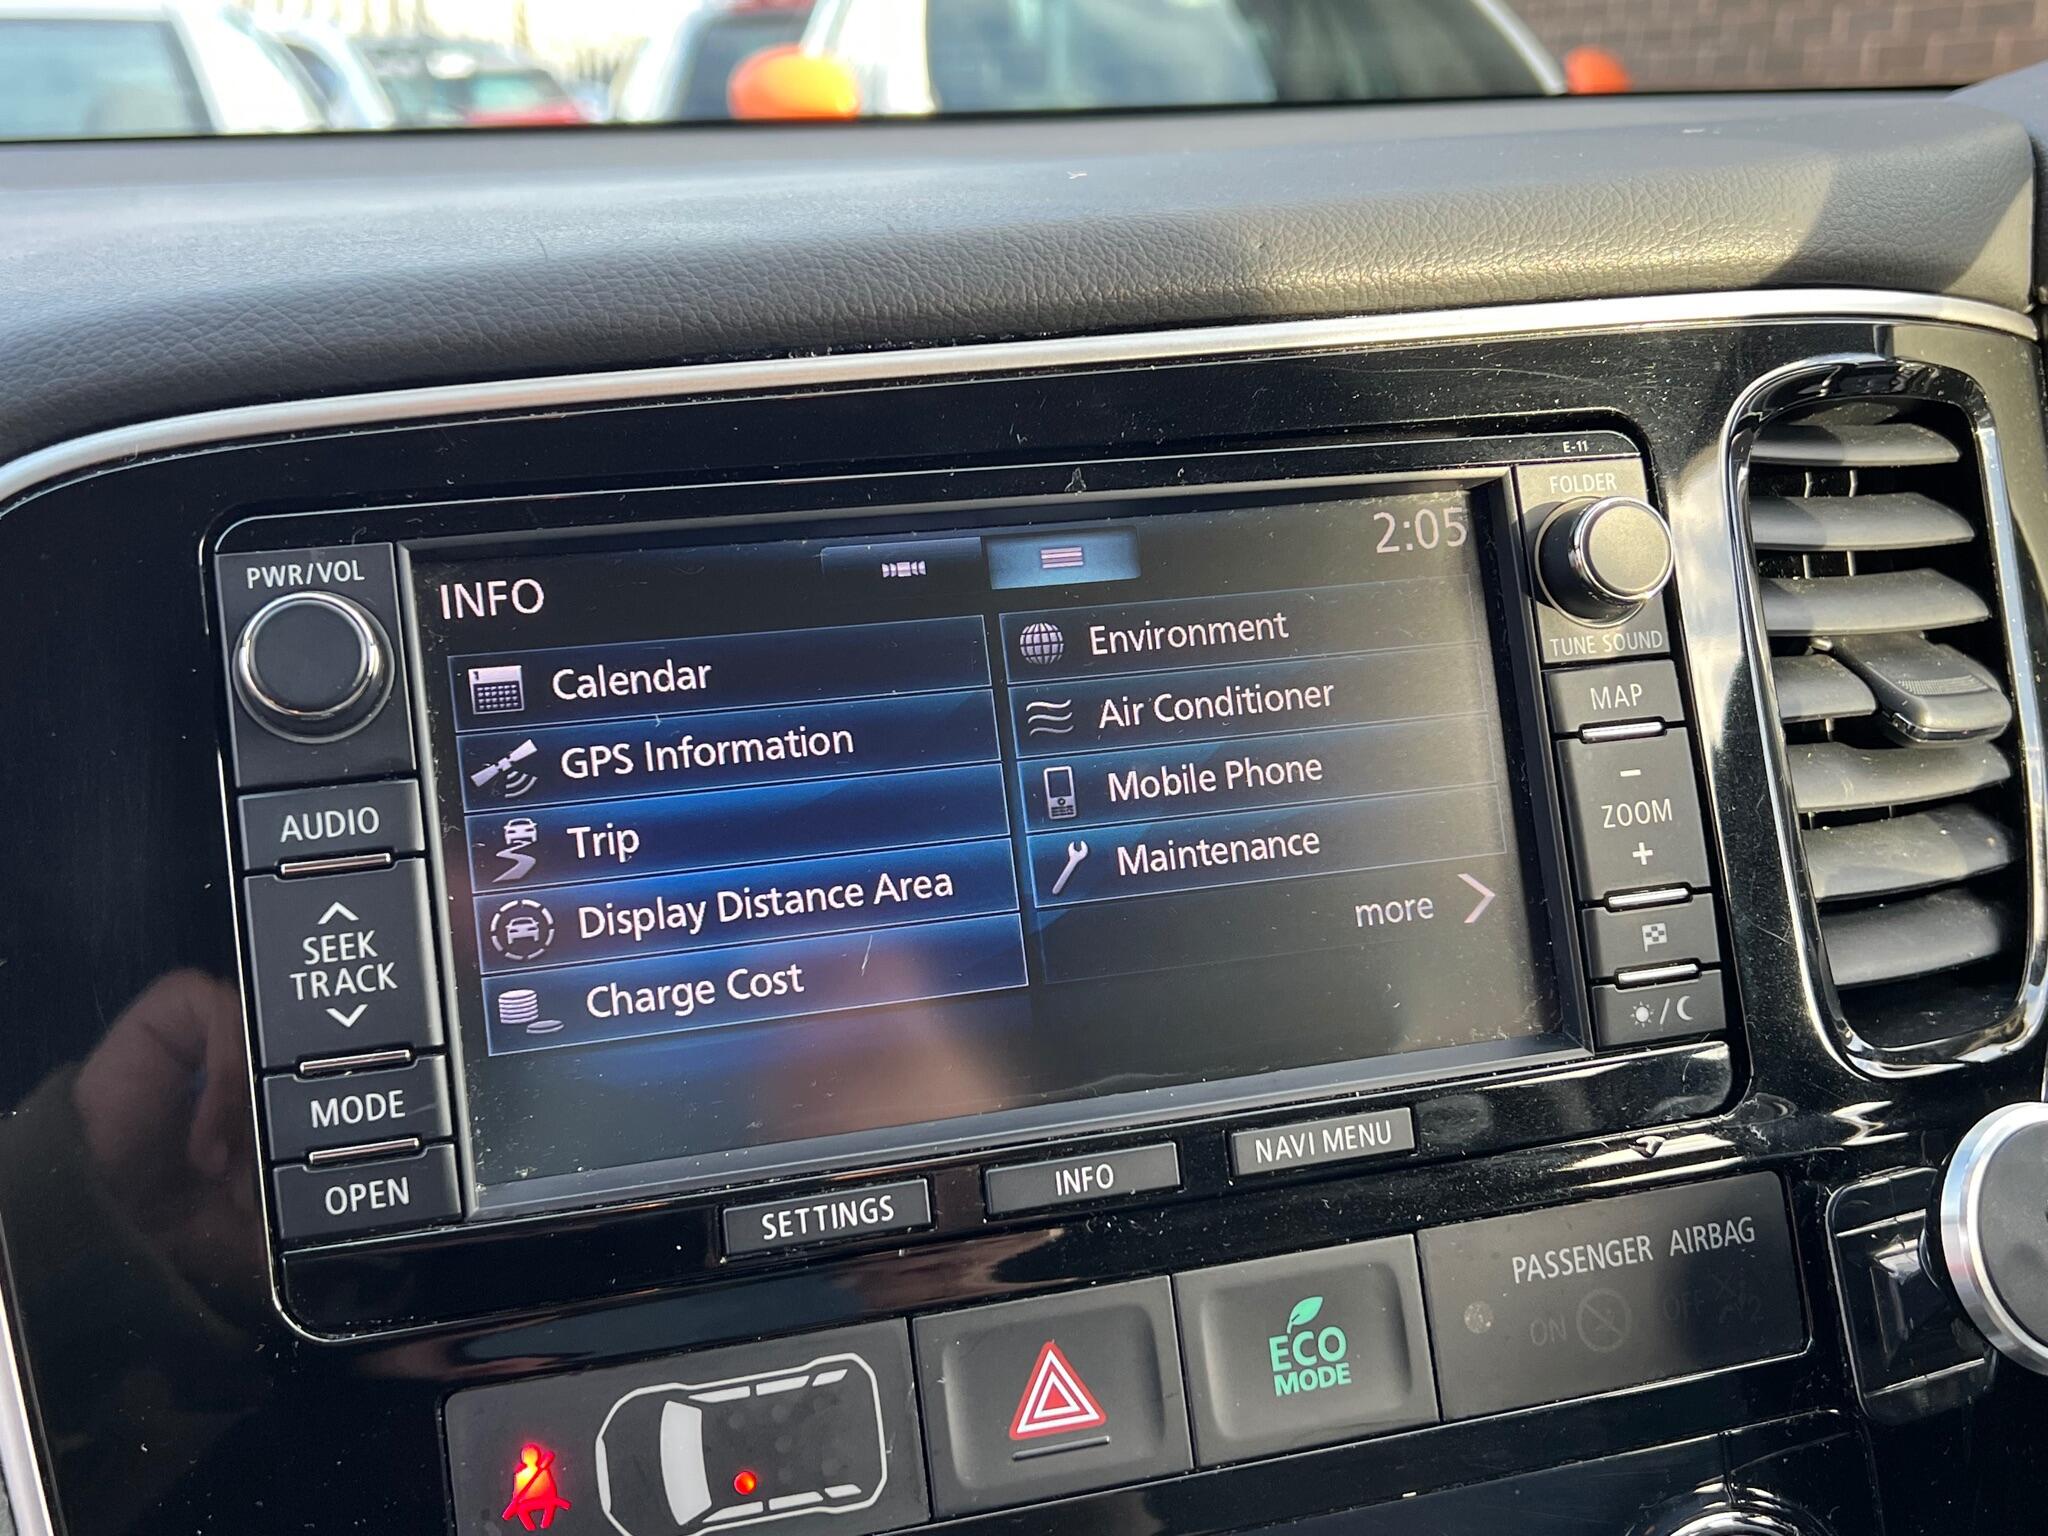 E-11
FOLDER
PWR/VOL
INFO
2:05
Calendar
GPS Information
Trip
Display Distance Area
Charge Cost
Environment
Air Conditioner
Mobile Phone
Maintenance
more
TUNE SOUND
MAP
-
ZOOM
+
AUDIO
SEEK
TRACK
MODE
OPEN
SETTINGS
INFO
NAVI MENU
ECO
MODE
PASSENGER AIRBAG
ON
OFF